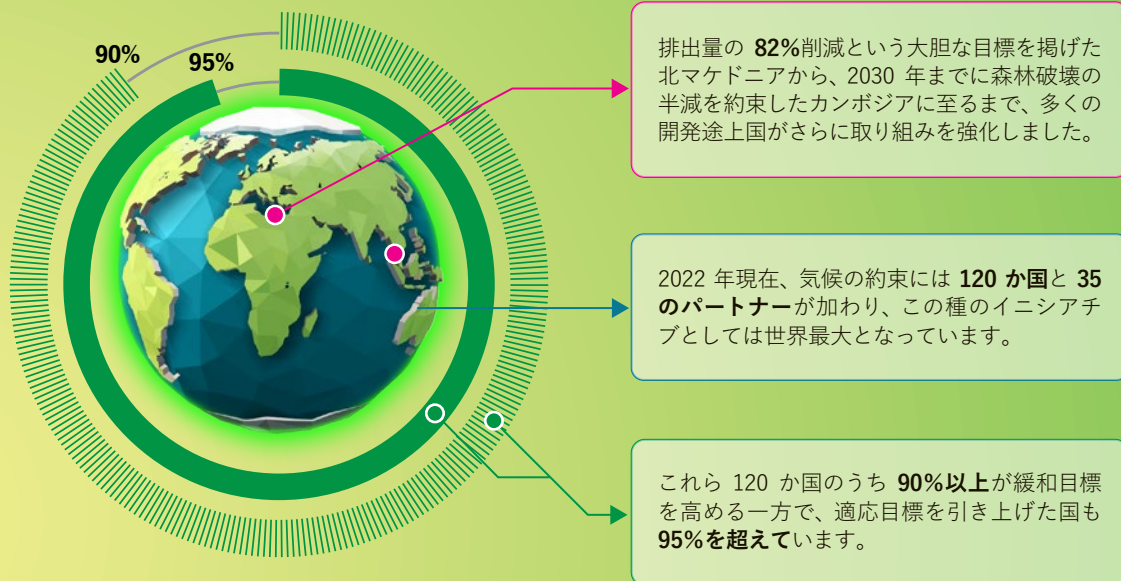 90%
95%
排出量の 82%削減という大胆な目標を掲げた
北マケドニアから、2030 年までに森林破壊の
半減を約束したカンボジアに至るまで、多くの
開発途上国がさらに取り組みを強化しました。
2022 年現在、気候の約束には 120 か国と 35
のパートナーが加わり、この種のイニシアチ
ブとしては世界最大となっています。
これら 120 か国のうち 90%以上が緩和目標
を高める一方で、適応目標を引き上げた国も
95%を超えています。